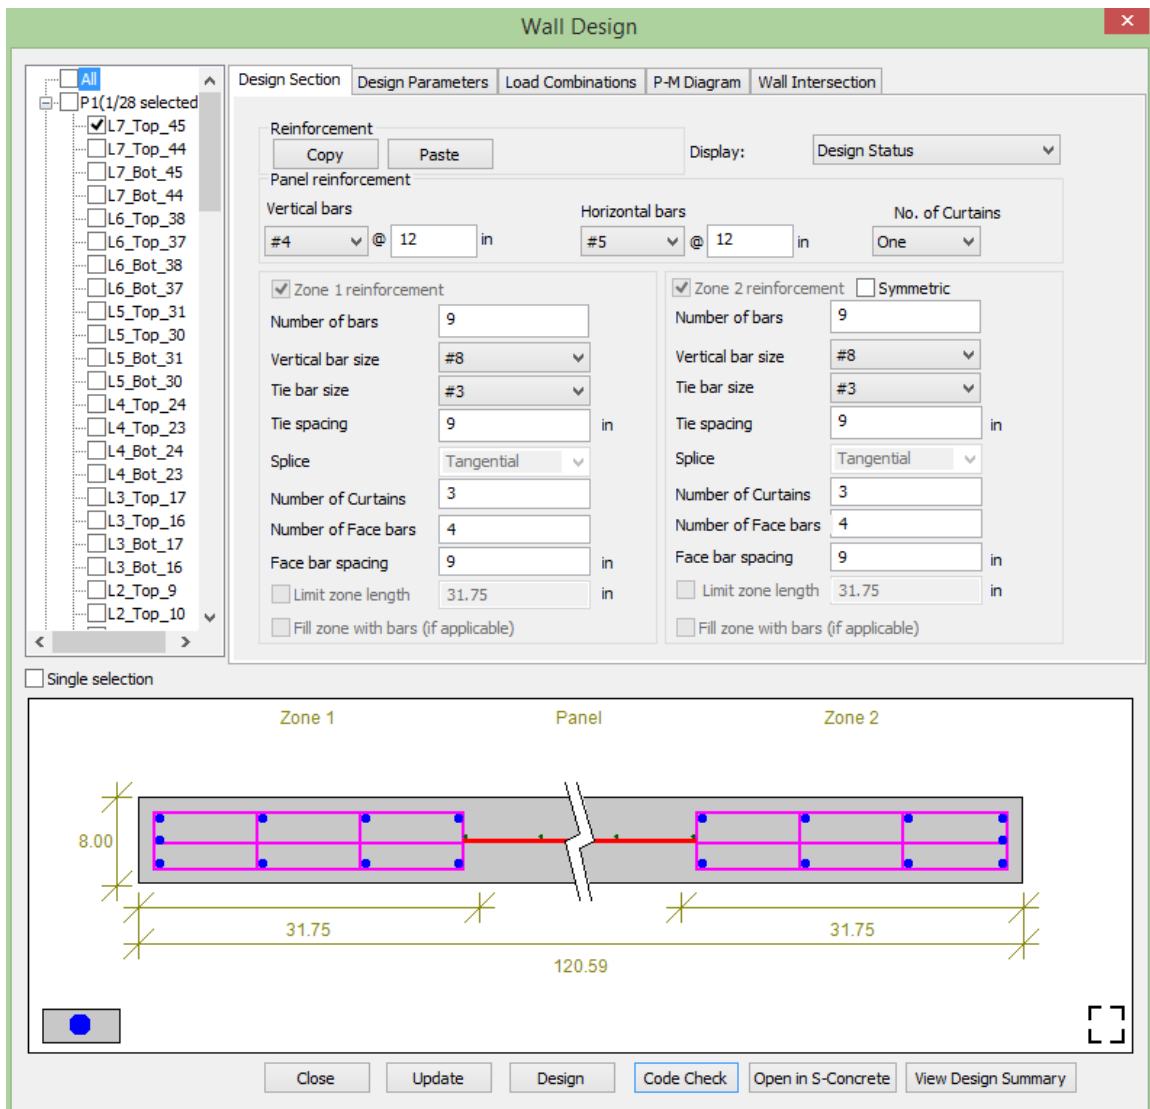 Wall Design
×
All
P1(1/28 selected
L7_Top_45
L7_Top_44
L7_Bot_45
L7_Bot_44
L6_Top_38
L6_Top_37
L6_Bot_38
L6_Bot_37
L5_Top_31
L5_Top_30
L5_Bot_31
L5_Bot_30
L4_Top_24
L4_Top_23
L4_Bot_24
L4_Bot_23
L3_Top_17
L3_Top_16
L3_Bot_17
L3_Bot_16
L2_Top_9
L2_Top_10
Single selection
Design Section Design Parameters Load Combinations P-M Diagram Wall Intersection
Reinforcement
Copy Paste Display: Design Status
Panel reinforcement
Vertical bars Horizontal bars No. of Curtains
#4 @ 12 in #5 @ 12 in One
Zone 1 reinforcement
Number of bars 9
Vertical bar size #8
Tie bar size #3
Tie spacing 9 in
Splice Tangential
Number of Curtains 3
Number of Face bars 4
Face bar spacing 9 in
Limit zone length 31.75 in
Fill zone with bars (if applicable)
Zone 2 reinforcement Symmetric
Number of bars 9
Vertical bar size #8
Tie bar size #3
Tie spacing 9 in
Splice Tangential
Number of Curtains 3
Number of Face bars 4
Face bar spacing 9 in
Limit zone length 31.75 in
Fill zone with bars (if applicable)
Zone 1 Panel Zone 2
8.00
31.75 31.75
120.59
Close Update Design Code Check Open in S-Concrete View Design Summary